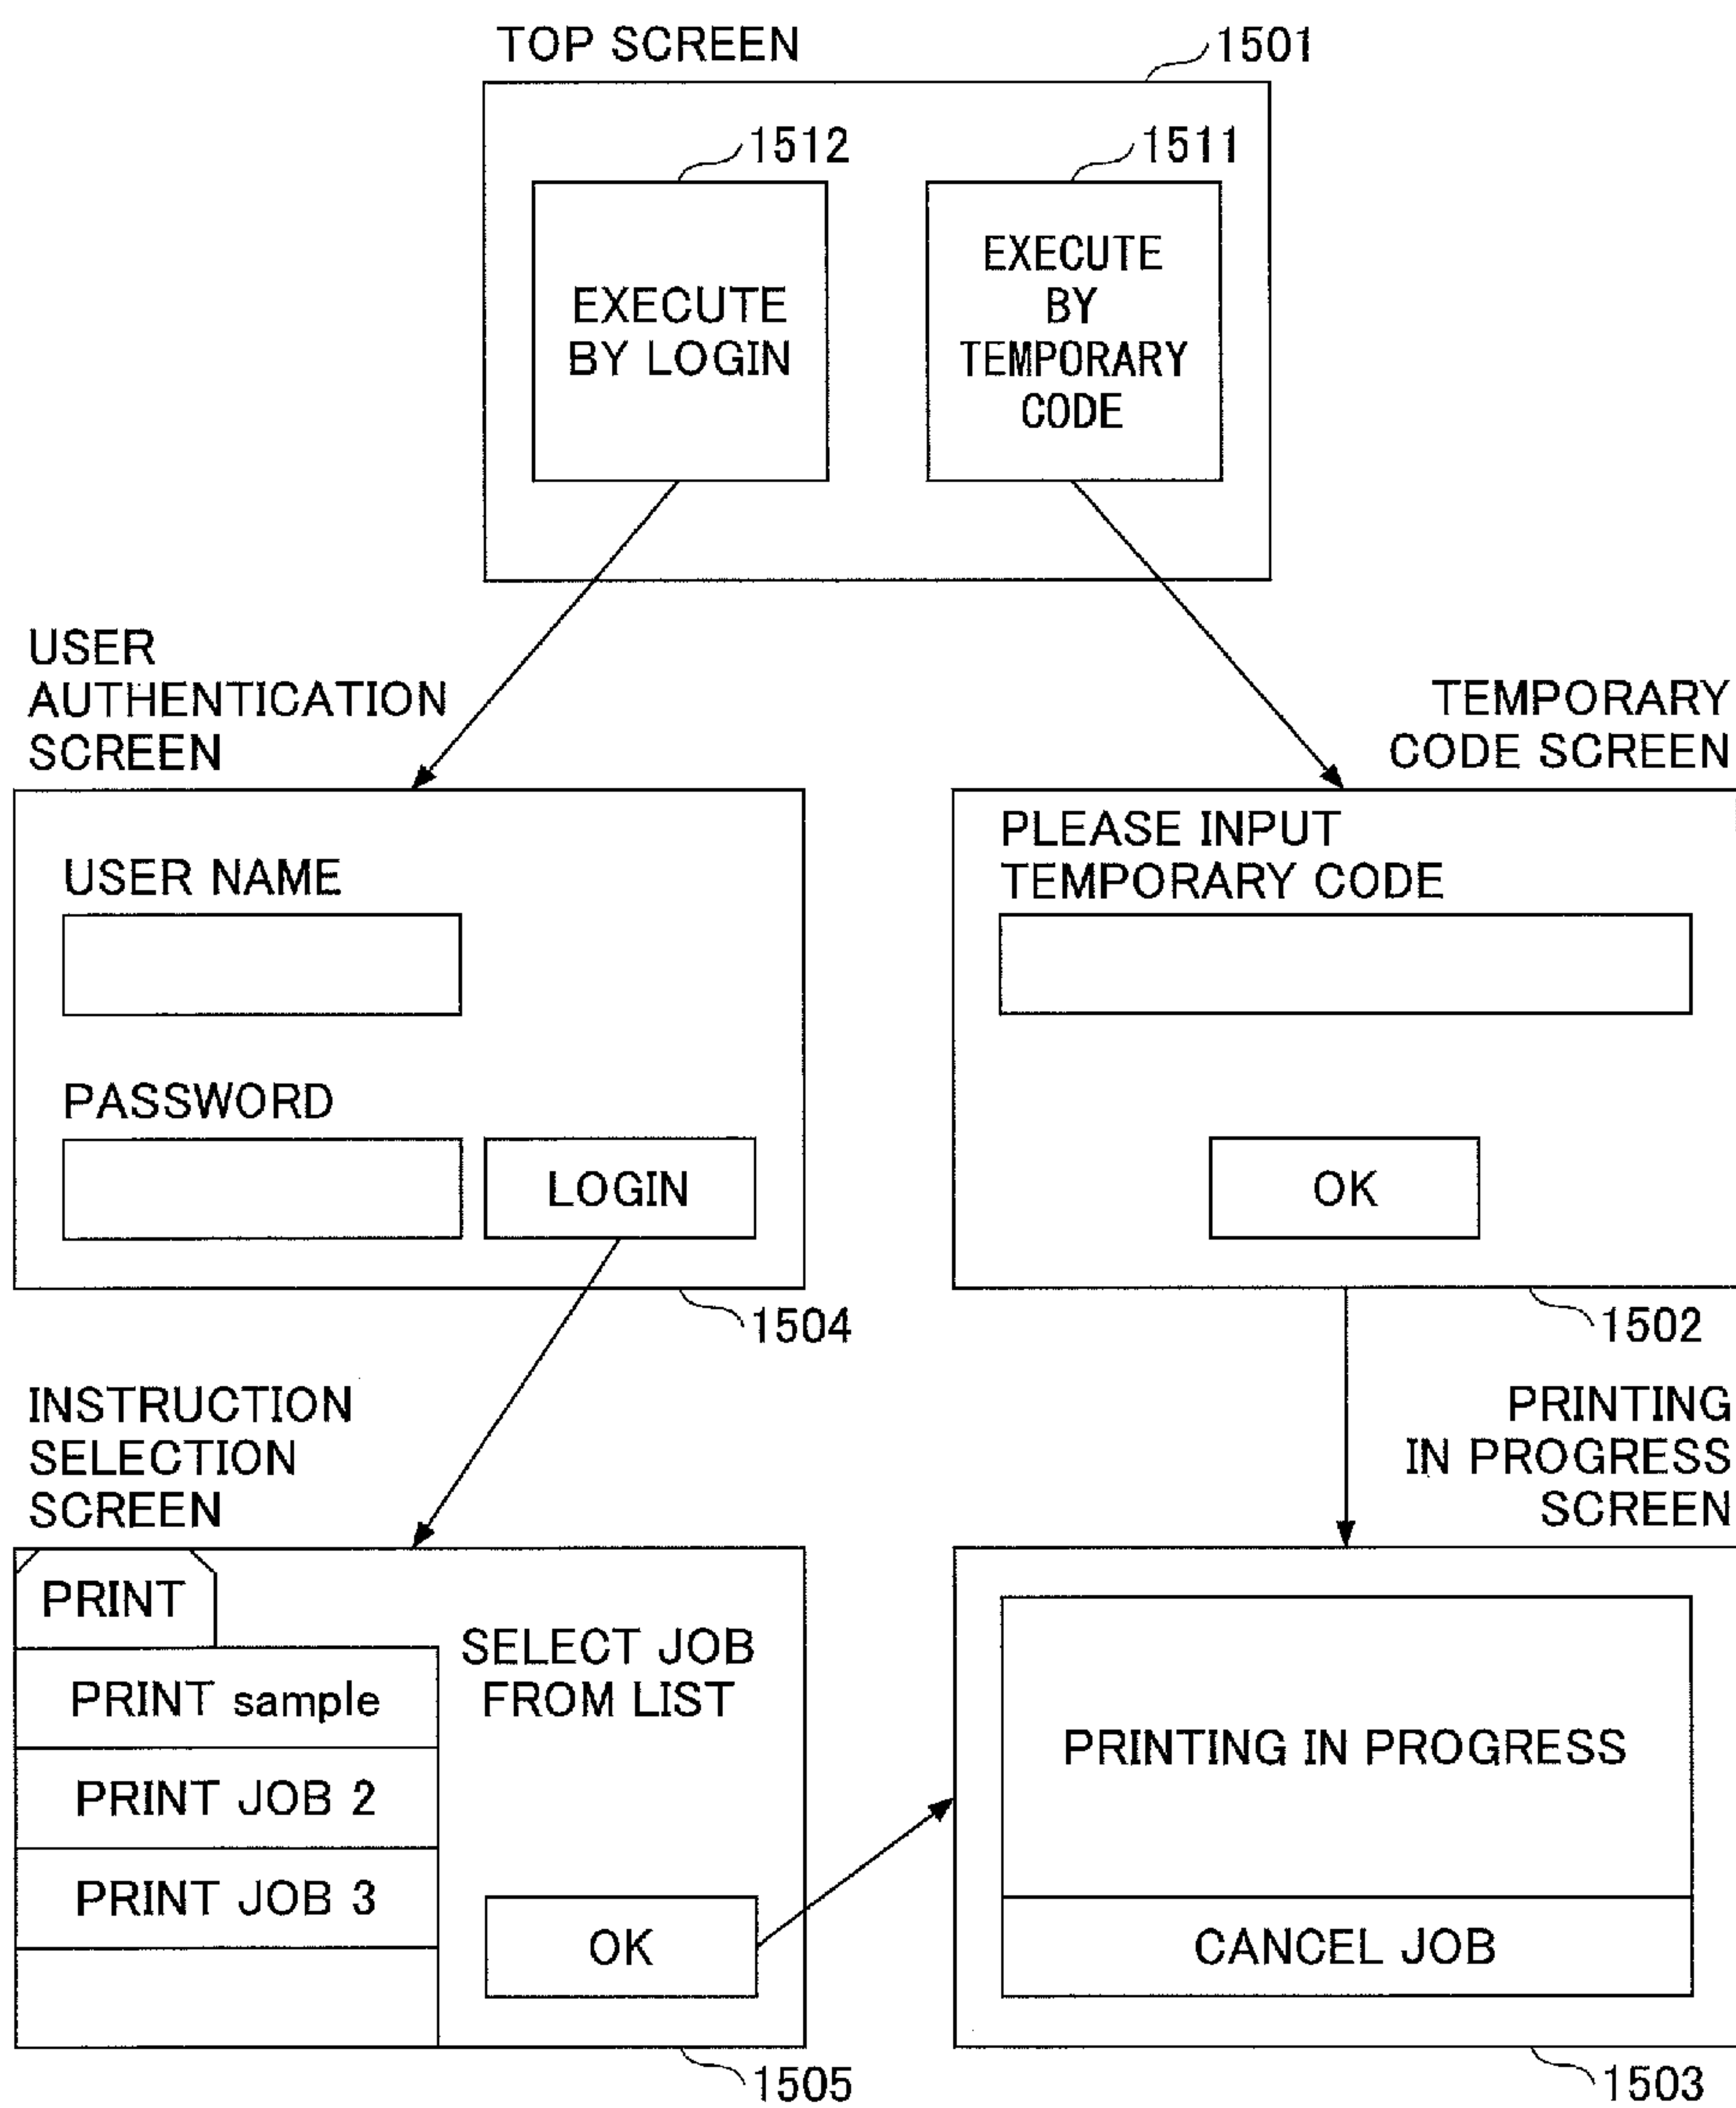 TOP SCREEN
1501
1512
1511
EXECUTE
BY LOGIN
EXECUTE
BY
TEMPORARY
CODE
USER
AUTHENTICATION
SCREEN
USER NAME
PASSWORD
LOGIN
1504
TEMPORARY
CODE SCREEN
PLEASE INPUT
TEMPORARY CODE
OK
1502
INSTRUCTION
SELECTION
SCREEN
PRINT
PRINT sample
PRINT JOB 2
PRINT JOB 3
SELECT JOB
FROM LIST
OK
1505
PRINTING
IN PROGRESS
SCREEN
PRINTING IN PROGRESS
CANCEL JOB
1503